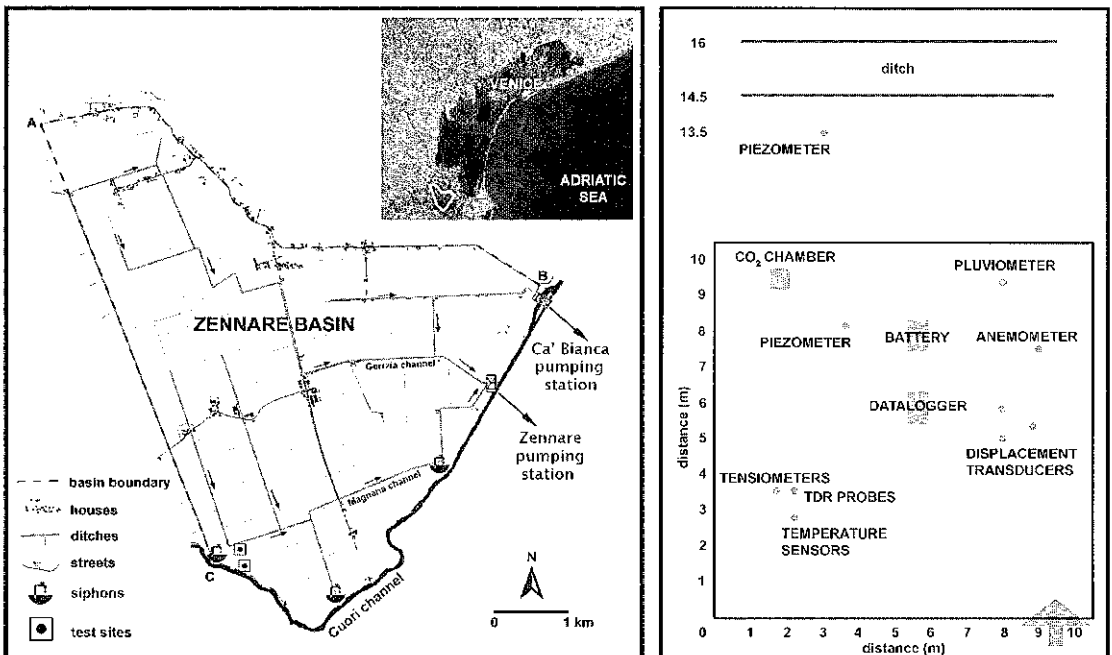 VENICE
ADRIATIC
SEA
A
B
ZENNARE BASIN
Ca' Bianca
pumping
station
Gorizia channel
Zennare
pumping
station
Magnana channel
C
Cuori channel
basin boundary
houses
ditches
streets
siphons
test sites
N
0 1 km
16
ditch
14.5
13.5
PIEZOMETER
10
CO2 CHAMBER
PLUVIOMETER
9
8
PIEZOMETER
BATTERY
ANEMOMETER
7
6
DATALOGGER
5
DISPLACEMENT
TRANSDUCERS
4
TENSIOMETERS
TDR PROBES
3
TEMPERATURE
SENSORS
2
1
distance (m)
0 1 2 3 4 5 6 7 8 9 10
distance (m)